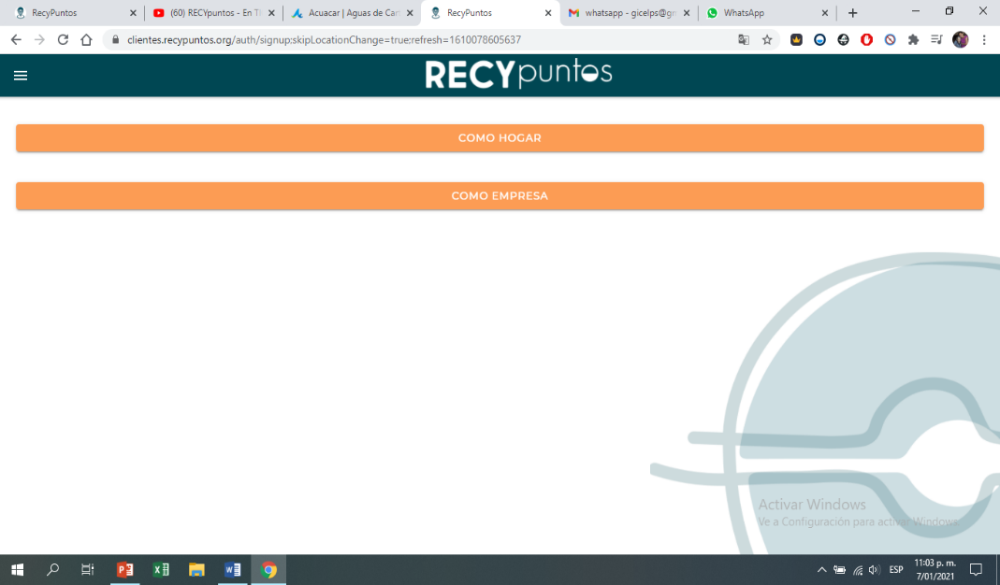 RecyPuntos
(60) RECYpuntos - En Ti
Acuacar | Aguas de Car
RecyPuntos
whatsapp - gicelps@gm
WhatsApp
clientes.recypuntos.org/auth/signup;skipLocationChange=true;refresh=1610078605637
RECYpuntos
COMO HOGAR
COMO EMPRESA
Activar Windows
Ve a Configuración para activar Windows.
ESP
11:03 p. m.
7/01/2021